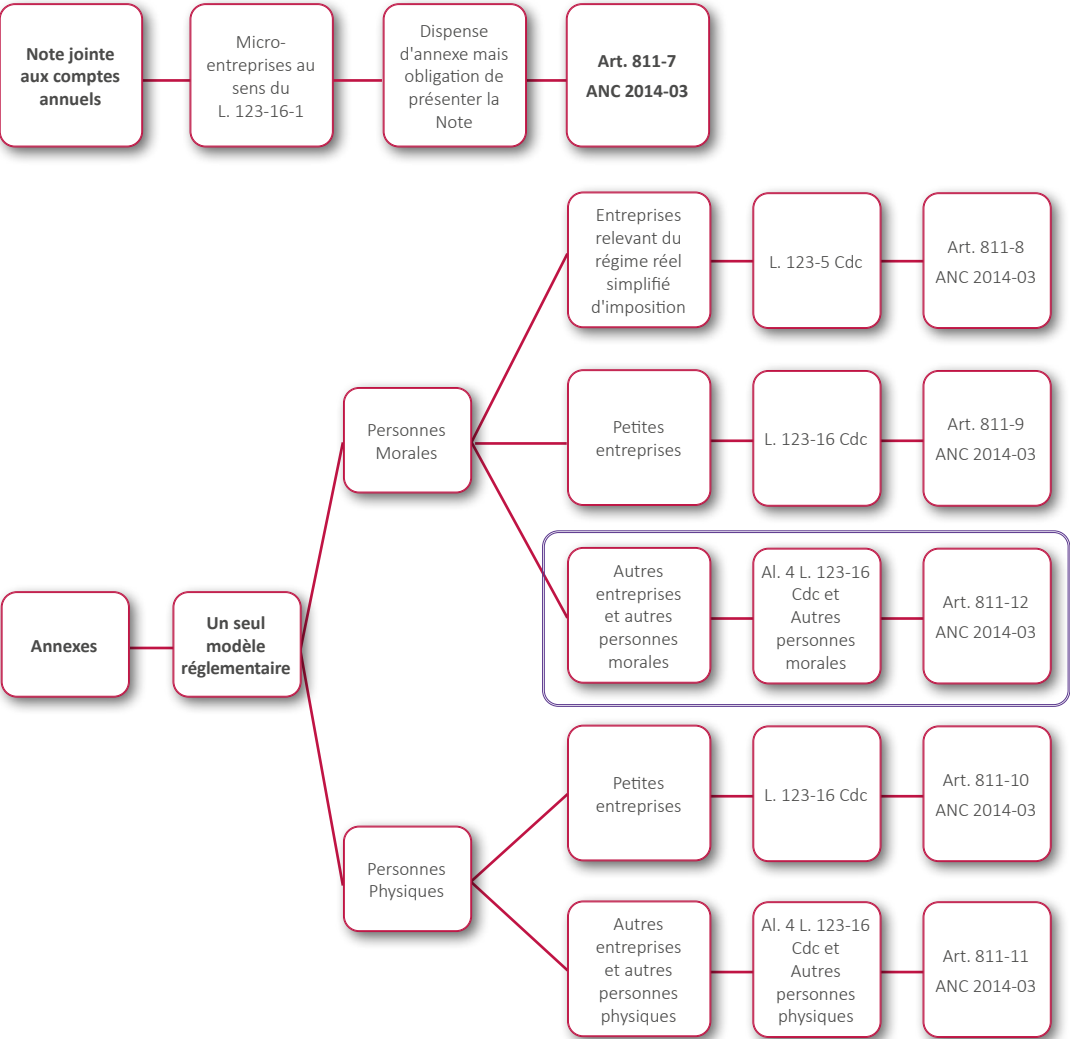 Note jointe
aux comptes
annuels
Micro-
entreprises au
sens du
L. 123-16-1
Dispense
d'annexe mais
obligation de
présenter la
Note
Art. 811-7
ANC 2014-03
Entreprises
relevant du
régime réel
simplifié
d'imposition
L. 123-5 Cdc
Art. 811-8
ANC 2014-03
Personnes
Morales
Petites
entreprises
L. 123-16 Cdc
Art. 811-9
ANC 2014-03
Autres
entreprises
et autres
personnes
morales
Al. 4 L. 123-16
Cdc et
Autres
personnes
morales
Art. 811-12
ANC 2014-03
Annexes
Un seul
modèle
réglementaire
Petites
entreprises
L. 123-16 Cdc
Art. 811-10
ANC 2014-03
Personnes
Physiques
Autres
entreprises
et autres
personnes
physiques
Al. 4 L. 123-16
Cdc et
Autres
personnes
physiques
Art. 811-11
ANC 2014-03